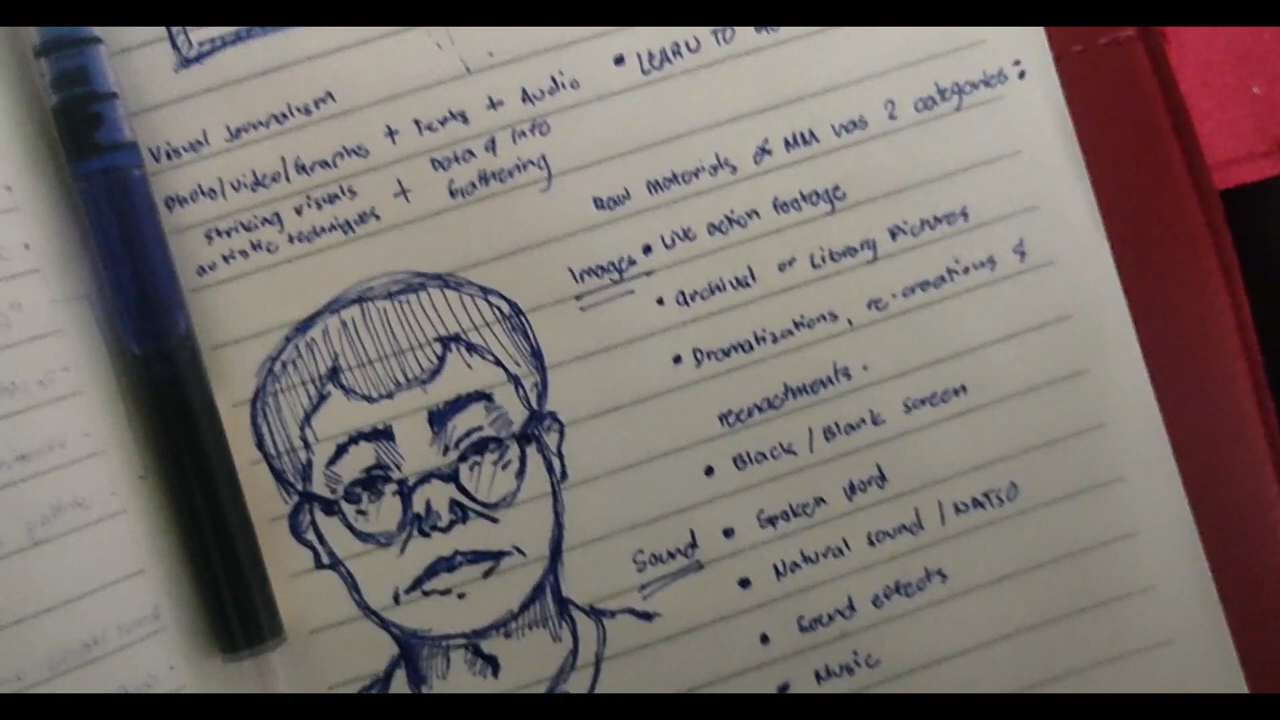 Visual Journalism
Photo/Video/Graphs + Texts + Audio
striking visuals + Data & Info
artistic techniques Gathering
• LEARN TO
Raw Materials of MM has 2 categories:
Images • Live action footage
• Archival or Library Pictures
• Dramatizations, re-creations &
reenactments.
• Black / Blank screen
Sound • Spoken Word
• Natural sound / NATSO
• Sound effects
• Music